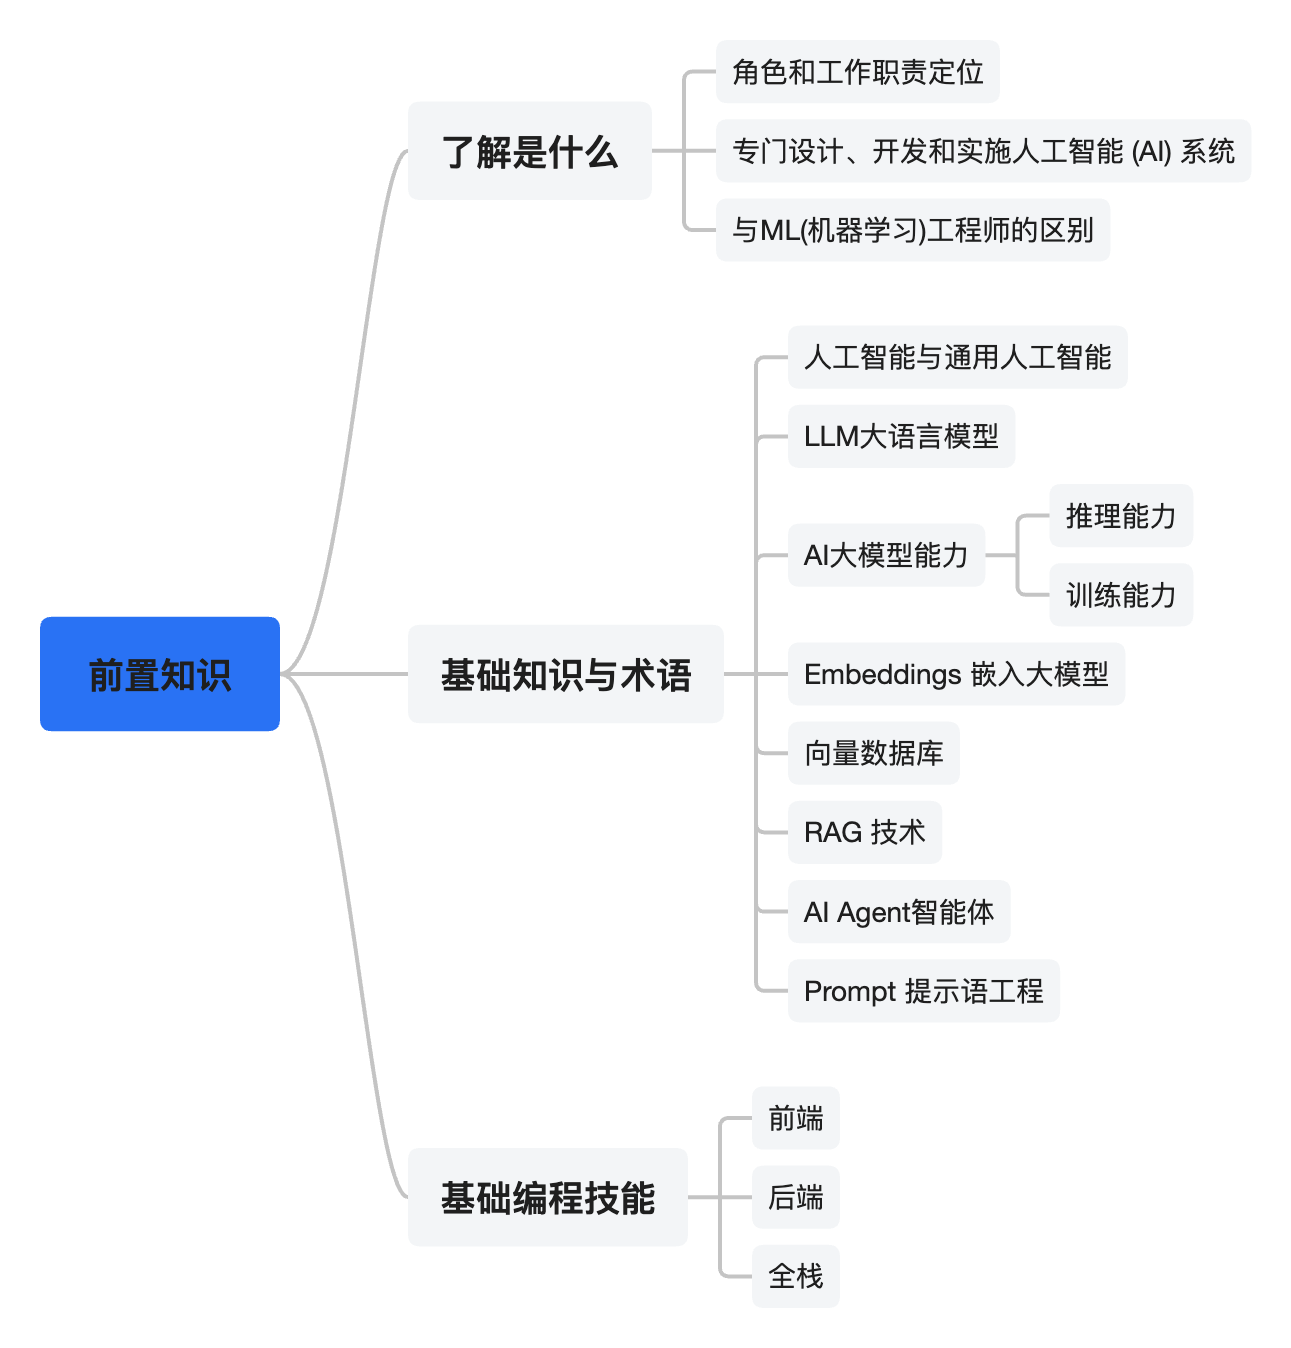 前置知识
了解是什么
角色和工作职责定位
专门设计、开发和实施人工智能 (AI) 系统
与ML(机器学习)工程师的区别
基础知识与术语
人工智能与通用人工智能
LLM大语言模型
AI大模型能力
推理能力
训练能力
Embeddings 嵌入大模型
向量数据库
RAG 技术
AI Agent智能体
Prompt 提示语工程
基础编程技能
前端
后端
全栈